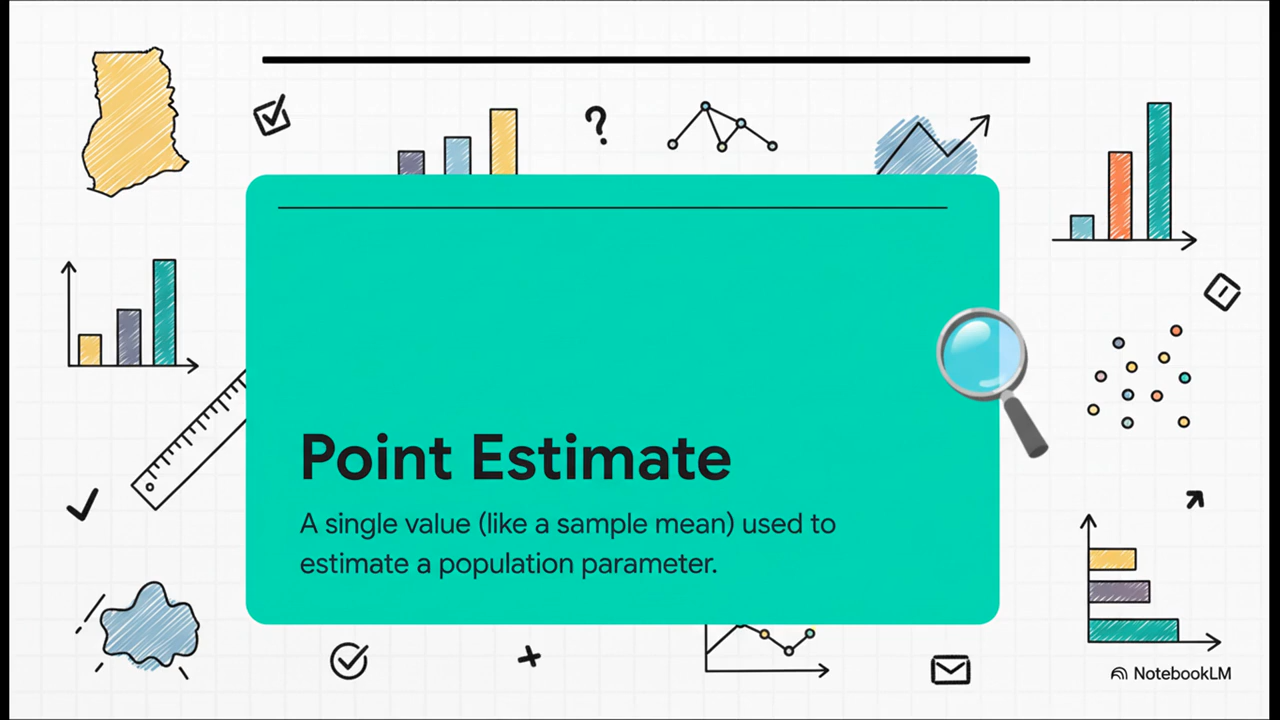 Point Estimate
A single value (like a sample mean) used to
estimate a population parameter.
NotebookLM